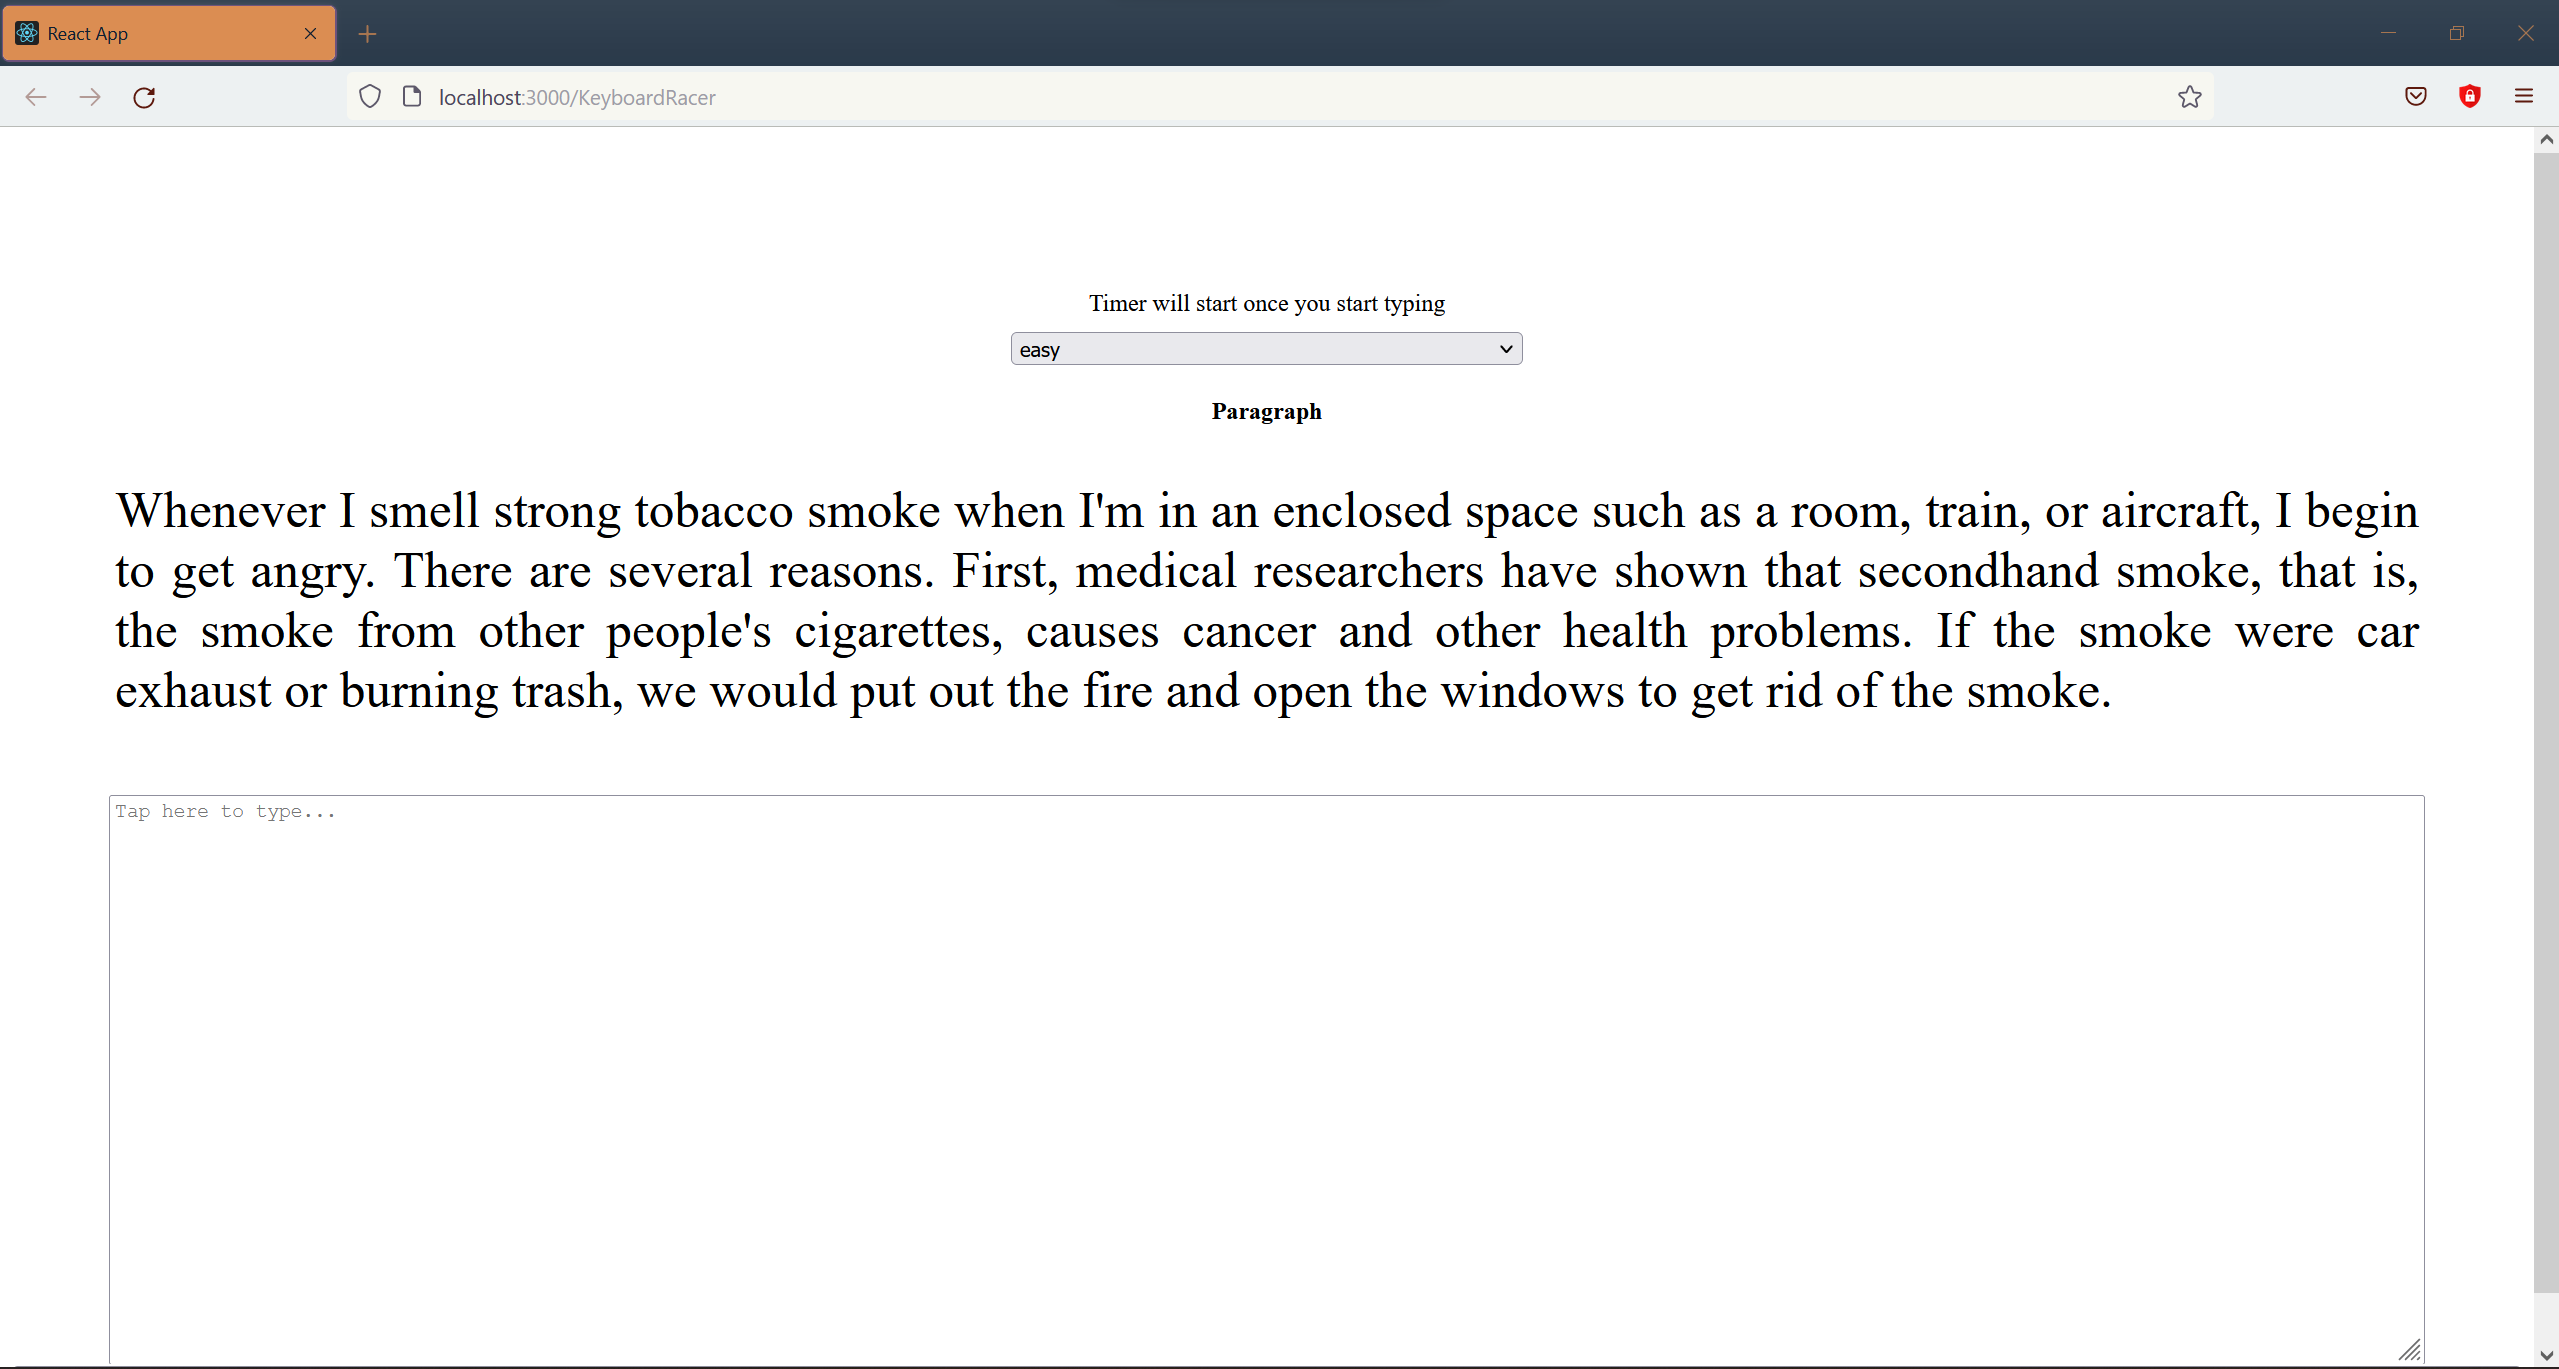 React App
localhost:3000/KeyboardRacer
Timer will start once you start typing
easy
Paragraph
Whenever I smell strong tobacco smoke when I'm in an enclosed space such as a room, train, or aircraft, I begin
to get angry. There are several reasons. First, medical researchers have shown that secondhand smoke, that is,
the smoke from other people's cigarettes, causes cancer and other health problems. If the smoke were car
exhaust or burning trash, we would put out the fire and open the windows to get rid of the smoke.
Tap here to type...